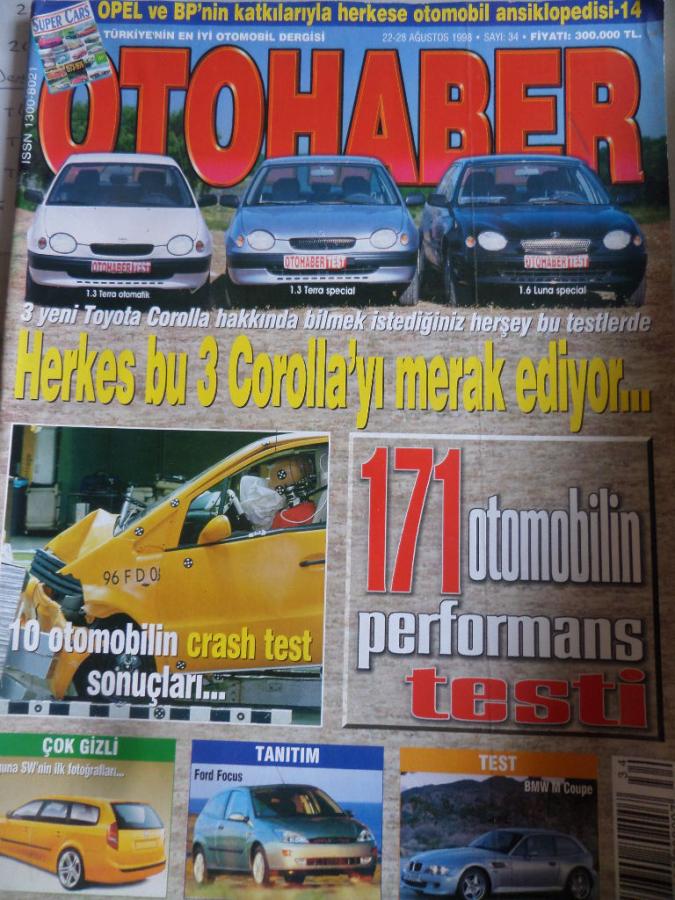 OPEL ve BP'nin katkılarıyla herkese otomobil ansiklopedisi-14
SUPER CARS
TÜRKİYE'NİN EN İYİ OTOMOBİL DERGİSİ
22-28 AĞUSTOS 1998 • SAYI: 34 • FİYATI: 300.000 TL.
ISSN 1300-8021
OTOHABER
OTOHABER TEST
OTOHABER TEST
OTOHABER TEST
1.3 Terra otomatik
1.3 Terra special
1.6 Luna special
3 yeni Toyota Corolla hakkında bilmek istediğiniz herşey bu testlerde
Herkes bu 3 Corolla'yı merak ediyor...
96 F D 0
10 otomobilin crash test
sonuçları...
171 otomobilin
performans
testi
ÇOK GİZLİ
SW'nin ilk fotoğrafları...
TANITIM
Ford Focus
TEST
BMW M Coupe
34